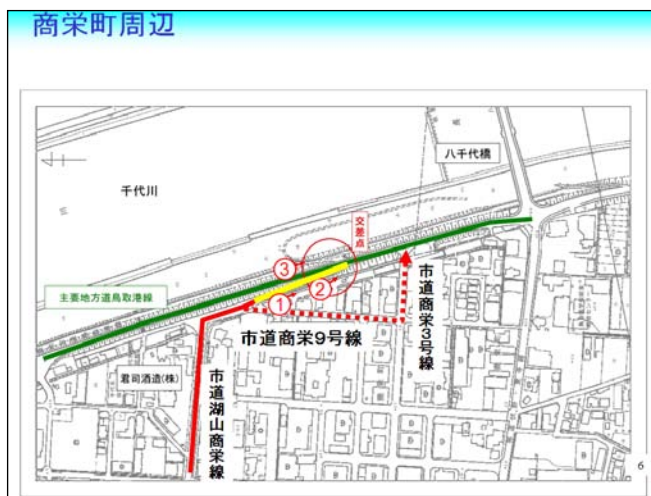 商栄町周辺
八千代橋
千代川
交差点
③
主要地方道鳥取港線
①
②
市道商栄9号線
市道商栄3号線
君司酒造(株)
市道湖山商栄線
6